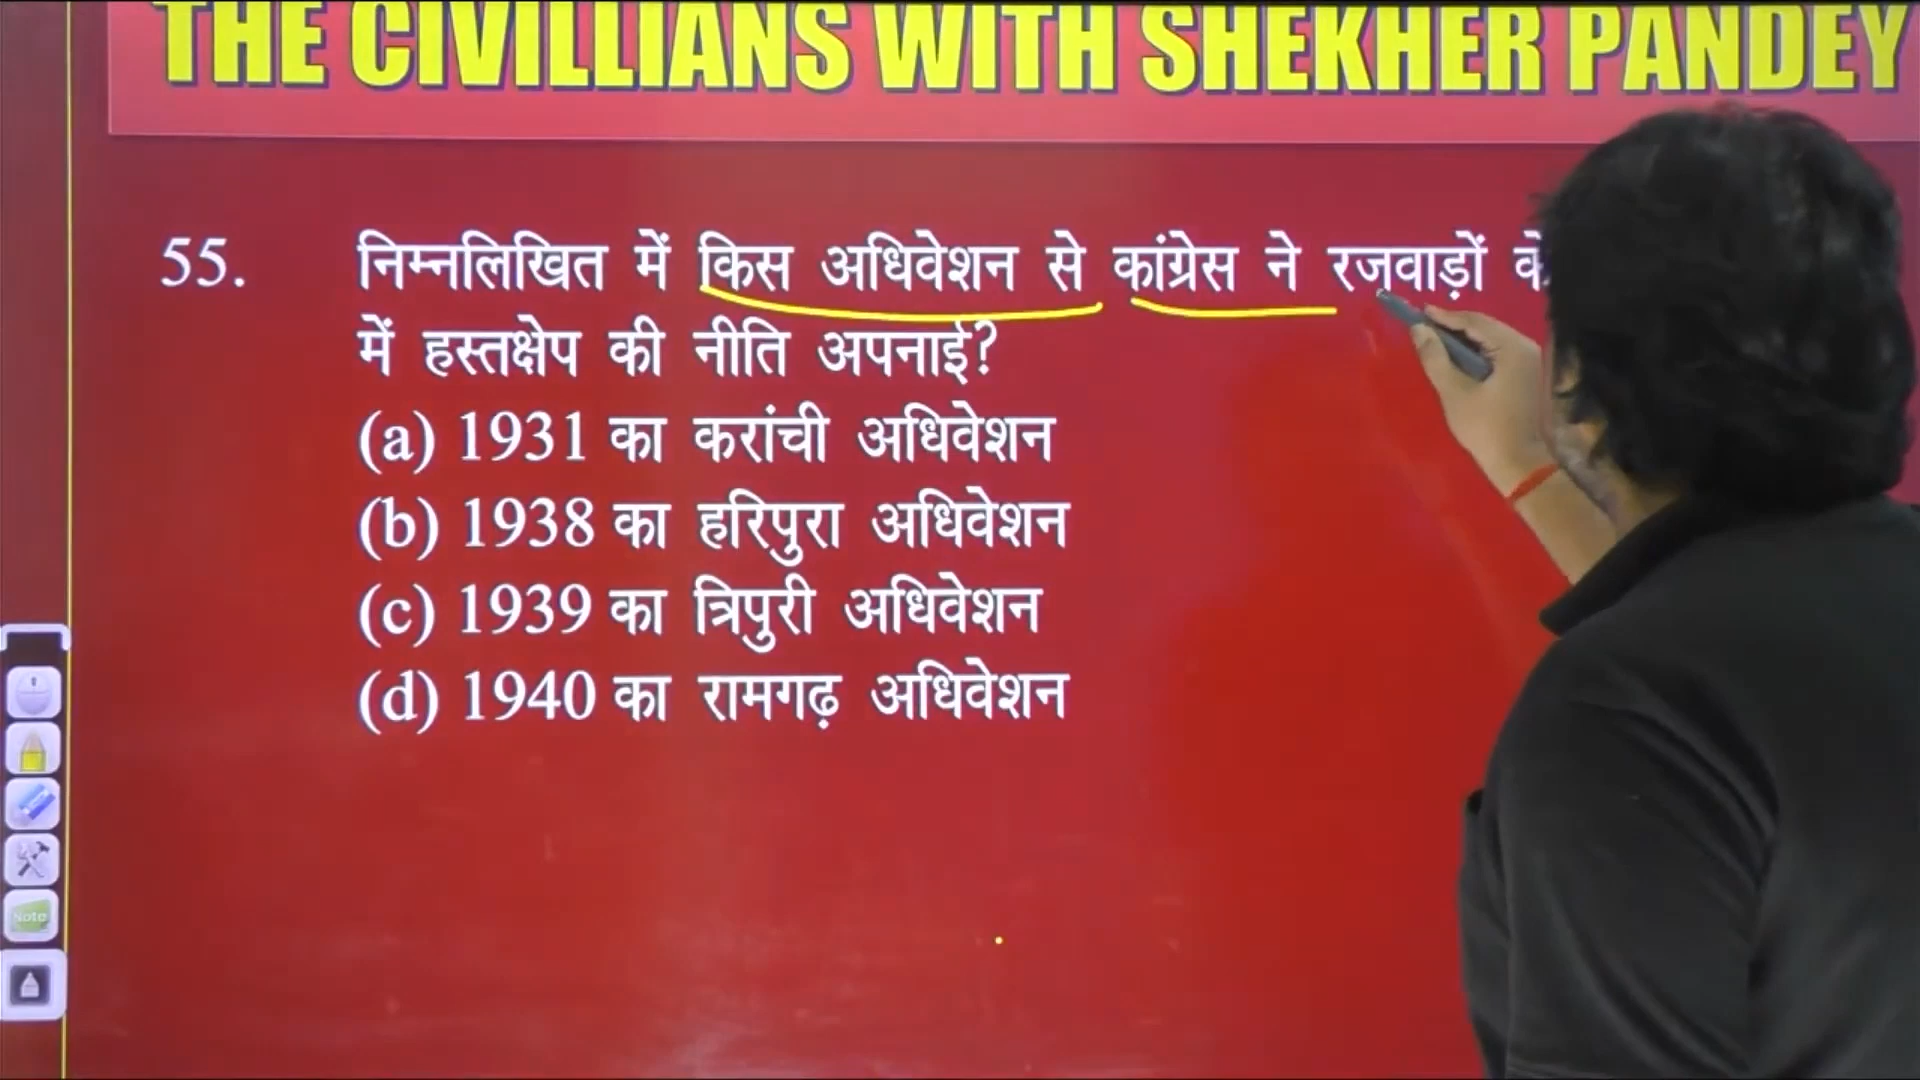 THE CIVILLIANS WITH SHEKHER PANDEY
55. निम्नलिखित में किस अधिवेशन से कांग्रेस ने रजवाड़ों के
में हस्तक्षेप की नीति अपनाई?
(a) 1931 का करांची अधिवेशन
(b) 1938 का हरिपुरा अधिवेशन
(c) 1939 का त्रिपुरी अधिवेशन
(d) 1940 का रामगढ़ अधिवेशन
Note